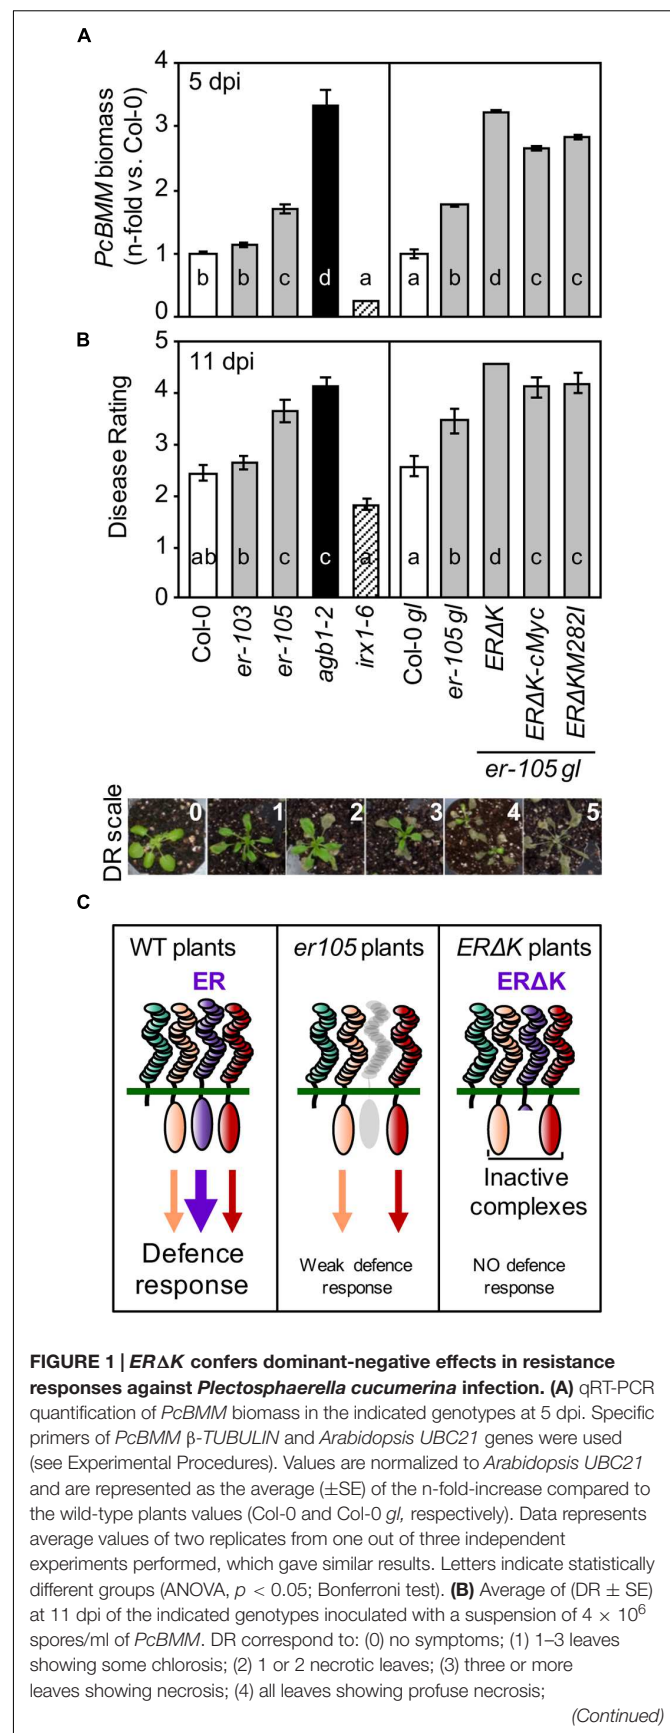 A
PcBMM biomass
(n-fold vs. Col-0)
4
3
2
1
0
5 dpi
b b c d a a b d c c
B
Disease Rating
5
4
3
2
1
0
11 dpi
ab b c c a a b d c c
Col-0
er-103
er-105
agb1-2
irx1-6
Col-0 gl
er-105 gl
ERΔK
ERΔK-cMyc
ERΔKM282I
er-105 gl
DR scale
0 1 2 3 4 5
C
WT plants
ER
Defence
response
er105 plants
Weak defence
response
ERΔK plants
ERΔK
Inactive
complexes
NO defence
response
FIGURE 1 | ERΔK confers dominant-negative effects in resistance
responses against Plectosphaerella cucumerina infection. (A) qRT-PCR
quantification of PcBMM biomass in the indicated genotypes at 5 dpi. Specific
primers of PcBMM β-TUBULIN and Arabidopsis UBC21 genes were used
(see Experimental Procedures). Values are normalized to Arabidopsis UBC21
and are represented as the average (±SE) of the n-fold-increase compared to
the wild-type plants values (Col-0 and Col-0 gl, respectively). Data represents
average values of two replicates from one out of three independent
experiments performed, which gave similar results. Letters indicate statistically
different groups (ANOVA, p < 0.05; Bonferroni test). (B) Average of (DR ± SE)
at 11 dpi of the indicated genotypes inoculated with a suspension of 4 × 10⁶
spores/ml of PcBMM. DR correspond to: (0) no symptoms; (1) 1–3 leaves
showing some chlorosis; (2) 1 or 2 necrotic leaves; (3) three or more
leaves showing necrosis; (4) all leaves showing profuse necrosis;
(Continued)